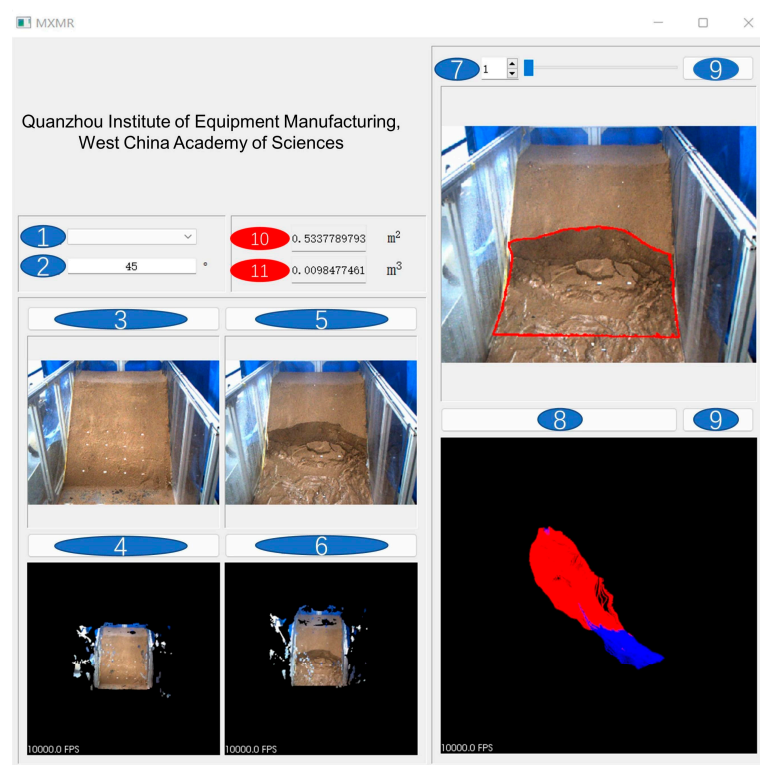 MXMR
Quanzhou Institute of Equipment Manufacturing,
West China Academy of Sciences
7 1 9
1
2 45 °
10 0.5337789793 m²
11 0.0098477461 m³
3 5
8 9
4 6
10000.0 FPS 10000.0 FPS 10000.0 FPS